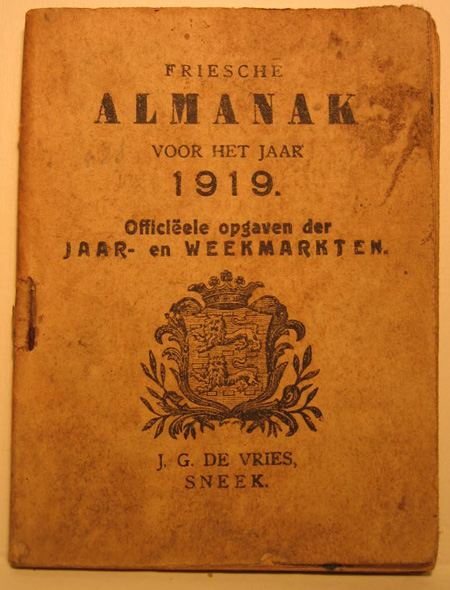 FRIESCHE
ALMANAK
VOOR HET JAAR
1919.
Officiëele opgaven der
JAAR- en WEEKMARKTEN.
J. G. DE VRIES,
SNEEK.